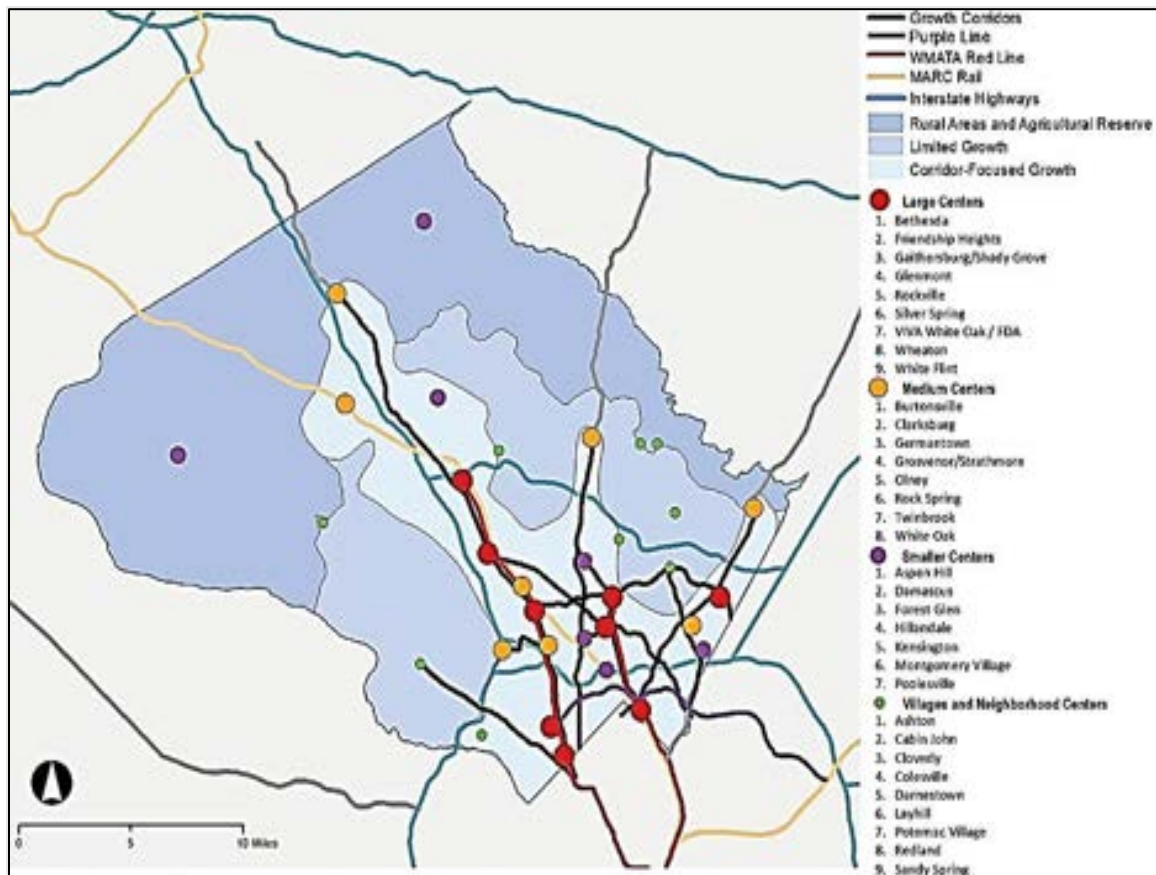 Growth Corridors
Purple Line
WMATA Red Line
MARC Rail
Interstate Highways
Rural Areas and Agricultural Reserve
Limited Growth
Corridor-Focused Growth
Large Centers
1. Bethesda
2. Friendship Heights
3. Gaithersburg/Shady Grove
4. Glenmont
5. Rockville
6. Silver Spring
7. VIVA White Oak / FDA
8. Wheaton
9. White Flint
Medium Centers
1. Burtonsville
2. Clarksburg
3. Germantown
4. Grosvenor/Strathmore
5. Olney
6. Rock Spring
7. Twinbrook
8. White Oak
Smaller Centers
1. Aspen Hill
2. Damascus
3. Forest Glen
4. Hillandale
5. Kensington
6. Montgomery Village
7. Poolesville
Villages and Neighborhood Centers
1. Ashton
2. Cabin John
3. Cloverly
4. Colesville
5. Darnestown
6. Layhill
7. Potomac Village
8. Redland
9. Sandy Spring
0 5 10 Miles